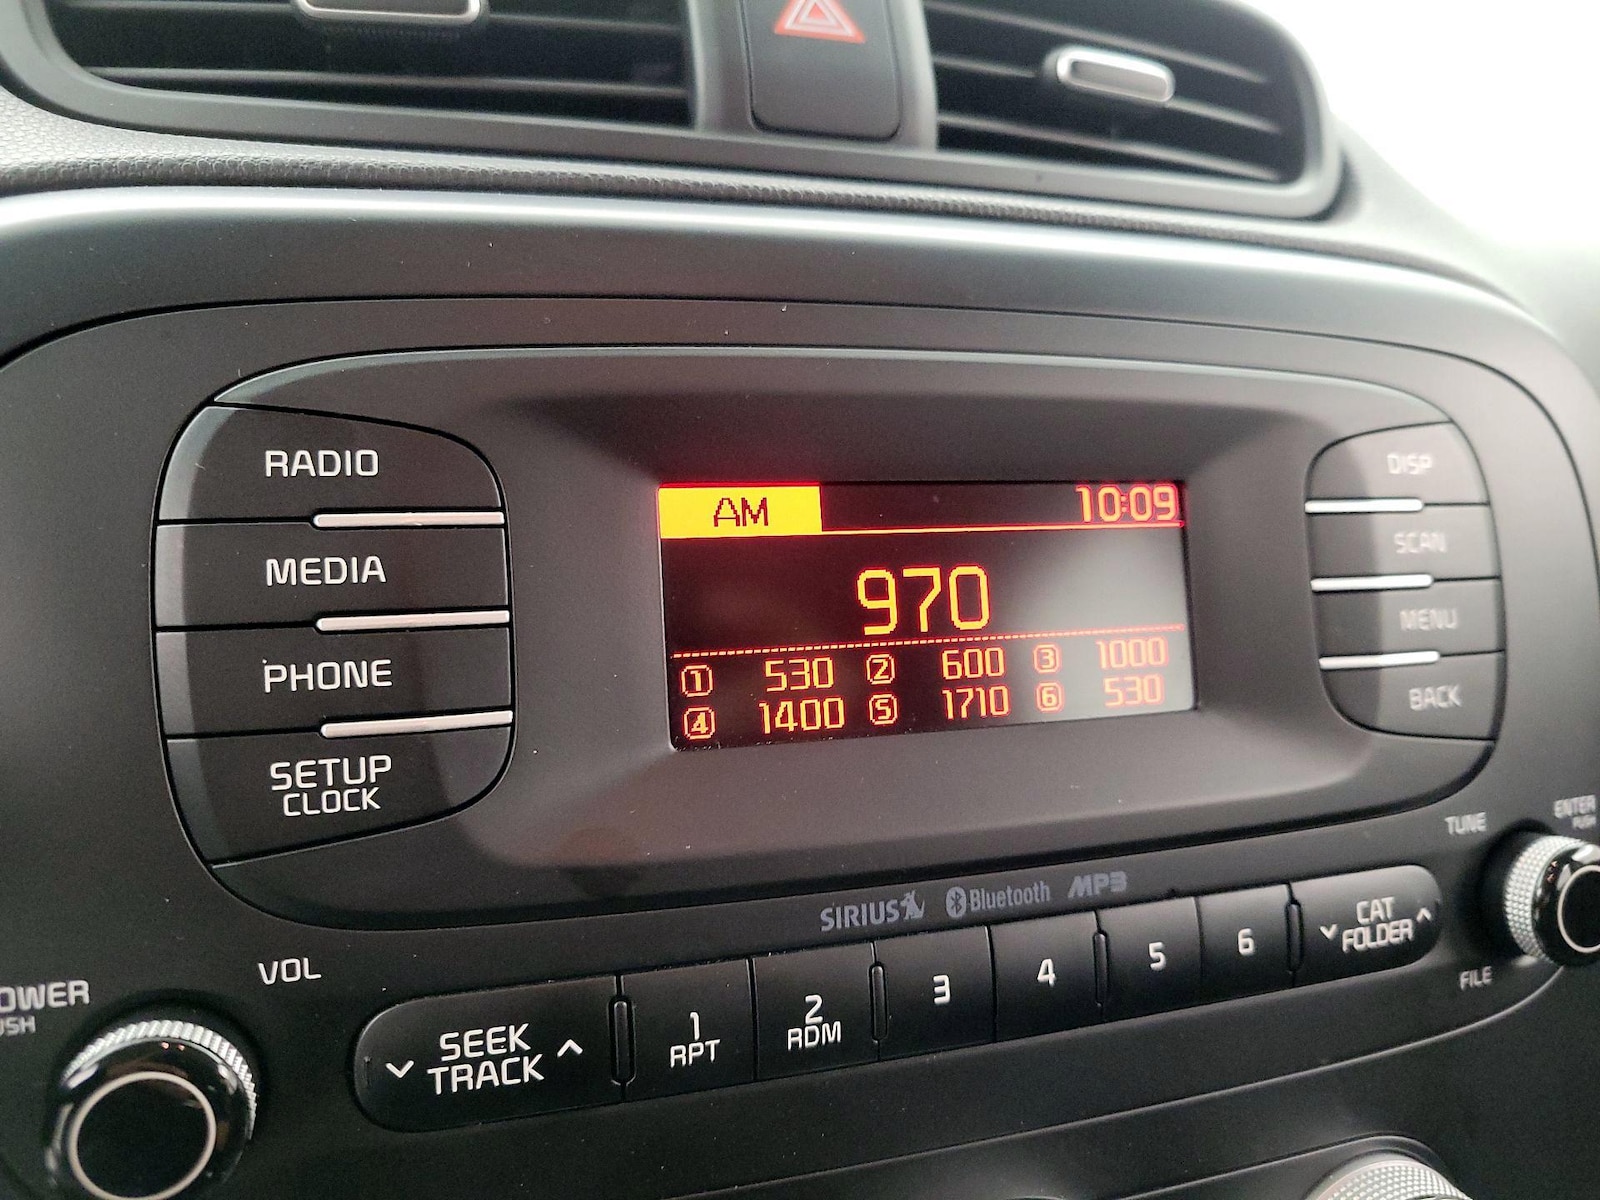 RADIO
MEDIA
PHONE
SETUP
CLOCK
AM 10:09
970
① 530 ② 600 ③ 1000
④ 1400 ⑤ 1710 ⑥ 530
DISP
SCAN
MENU
BACK
SIRIUS Bluetooth MP3
VOL
OWER
USH
SEEK
TRACK
1
RPT
2
RDM
3
4
5
6
CAT
FOLDER
TUNE
ENTER
PUSH
FILE